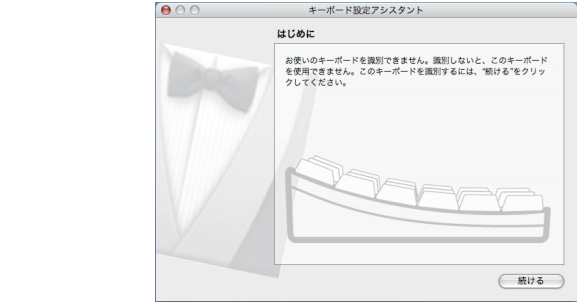 キーボード設定アシスタント
はじめに
お使いのキーボードを識別できません。識別しないと、このキーボード
を使用できません。このキーボードを識別するには、“続ける”をクリッ
クしてください。
続ける